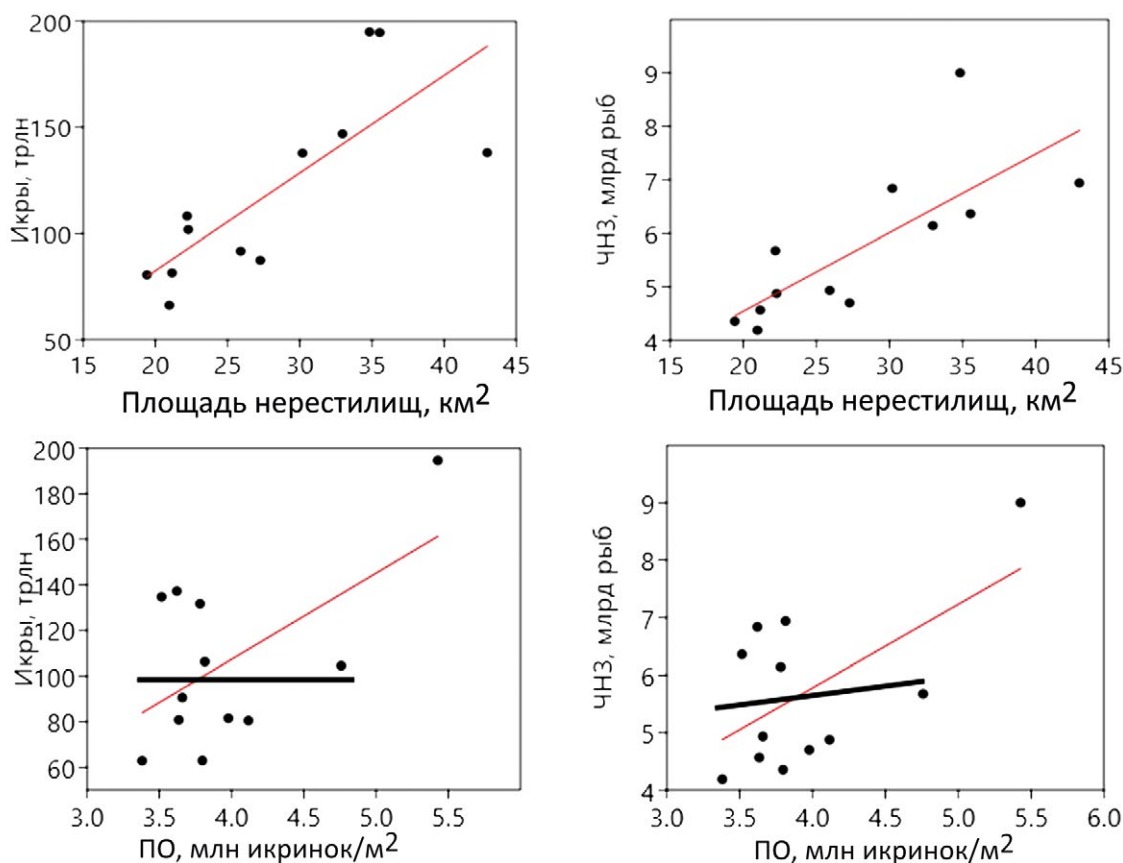 200
150
100
50
Икры, трлн
15 20 25 30 35 40 45
Площадь нерестилищ, км²
9
8
7
6
5
4
ЧНЗ, млрд рыб
15 20 25 30 35 40 45
Площадь нерестилищ, км²
200
180
160
140
120
100
80
60
Икры, трлн
3.0 3.5 4.0 4.5 5.0 5.5
ПО, млн икринок/м²
9
8
7
6
5
4
ЧНЗ, млрд рыб
3.0 3.5 4.0 4.5 5.0 5.5 6.0
ПО, млн икринок/м²